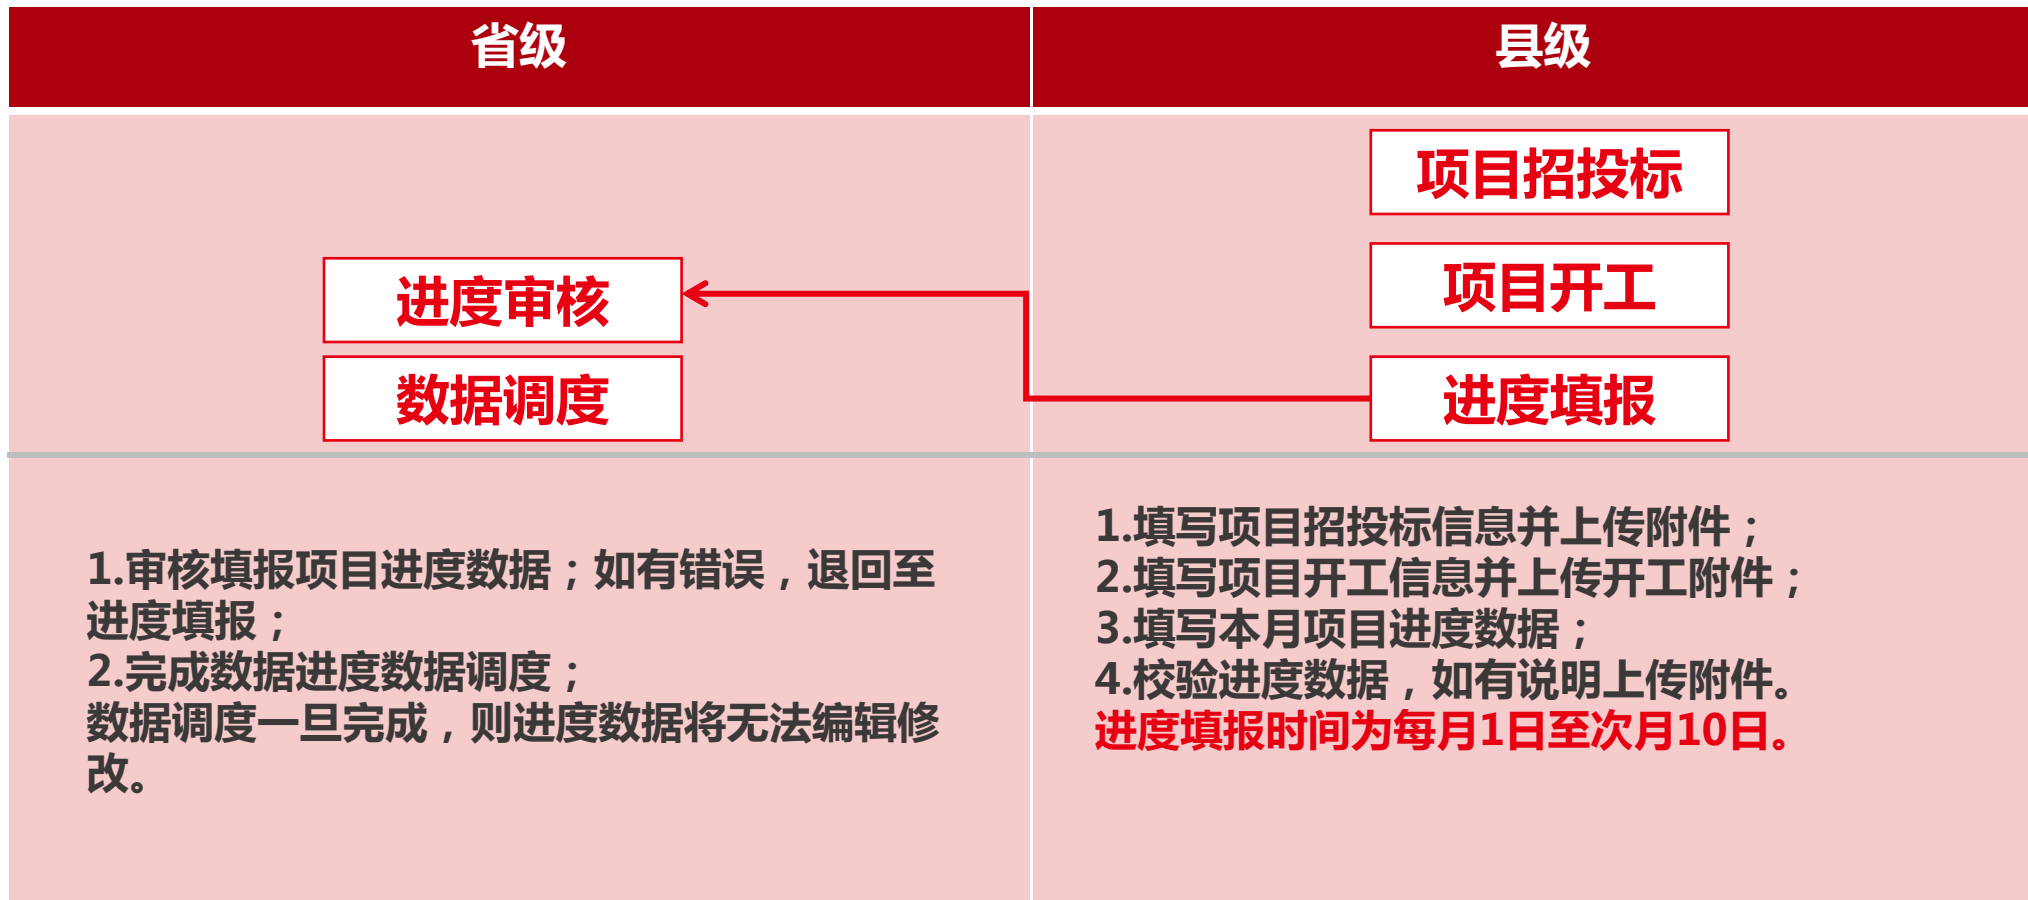 省级
县级
项目招投标
项目开工
进度填报
进度审核
数据调度
1.审核填报项目进度数据；如有错误，退回至
进度填报；
2.完成数据进度数据调度；
数据调度一旦完成，则进度数据将无法编辑修
改。
1.填写项目招投标信息并上传附件；
2.填写项目开工信息并上传开工附件；
3.填写本月项目进度数据；
4.校验进度数据，如有说明上传附件。
进度填报时间为每月1日至次月10日。